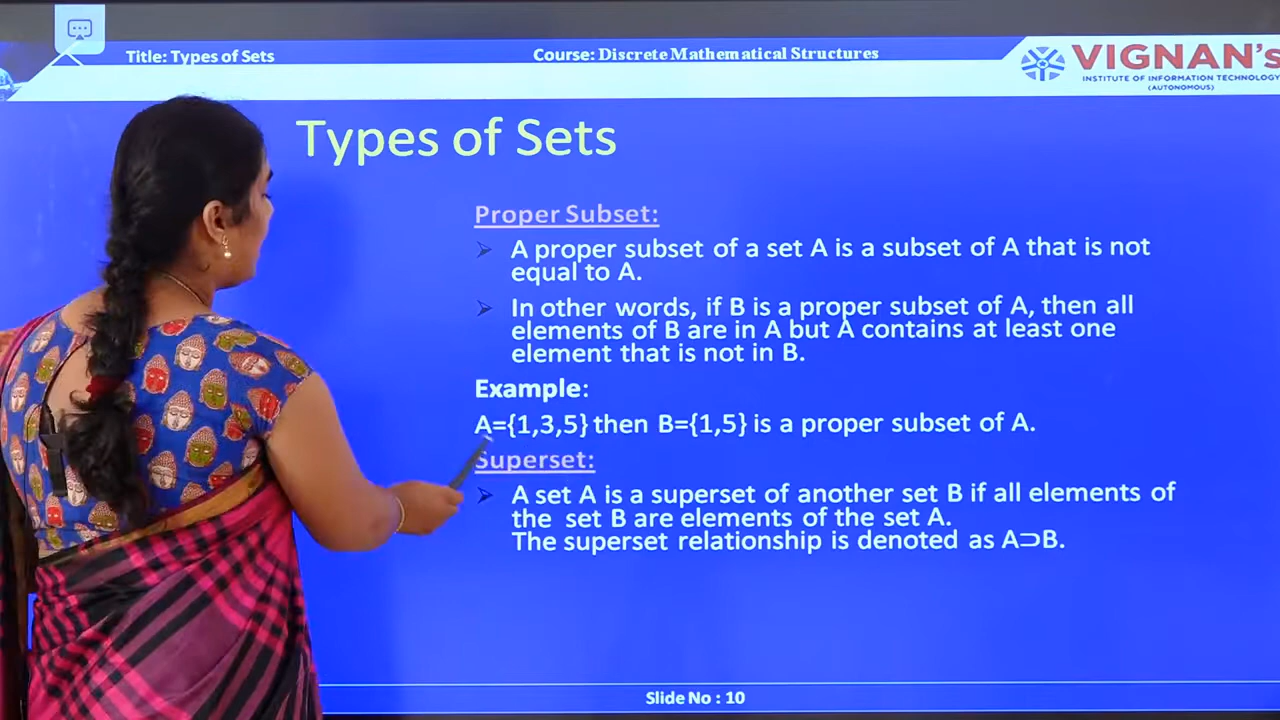 Title: Types of Sets
Course: Discrete Mathematical Structures
VIGNAN's
INSTITUTE OF INFORMATION TECHNOLOGY
(AUTONOMOUS)
Types of Sets
Proper Subset:
A proper subset of a set A is a subset of A that is not
equal to A.
In other words, if B is a proper subset of A, then all
elements of B are in A but A contains at least one
element that is not in B.
Example:
A={1,3,5} then B={1,5} is a proper subset of A.
Superset:
A set A is a superset of another set B if all elements of
the set B are elements of the set A.
The superset relationship is denoted as A⊃B.
Slide No : 10